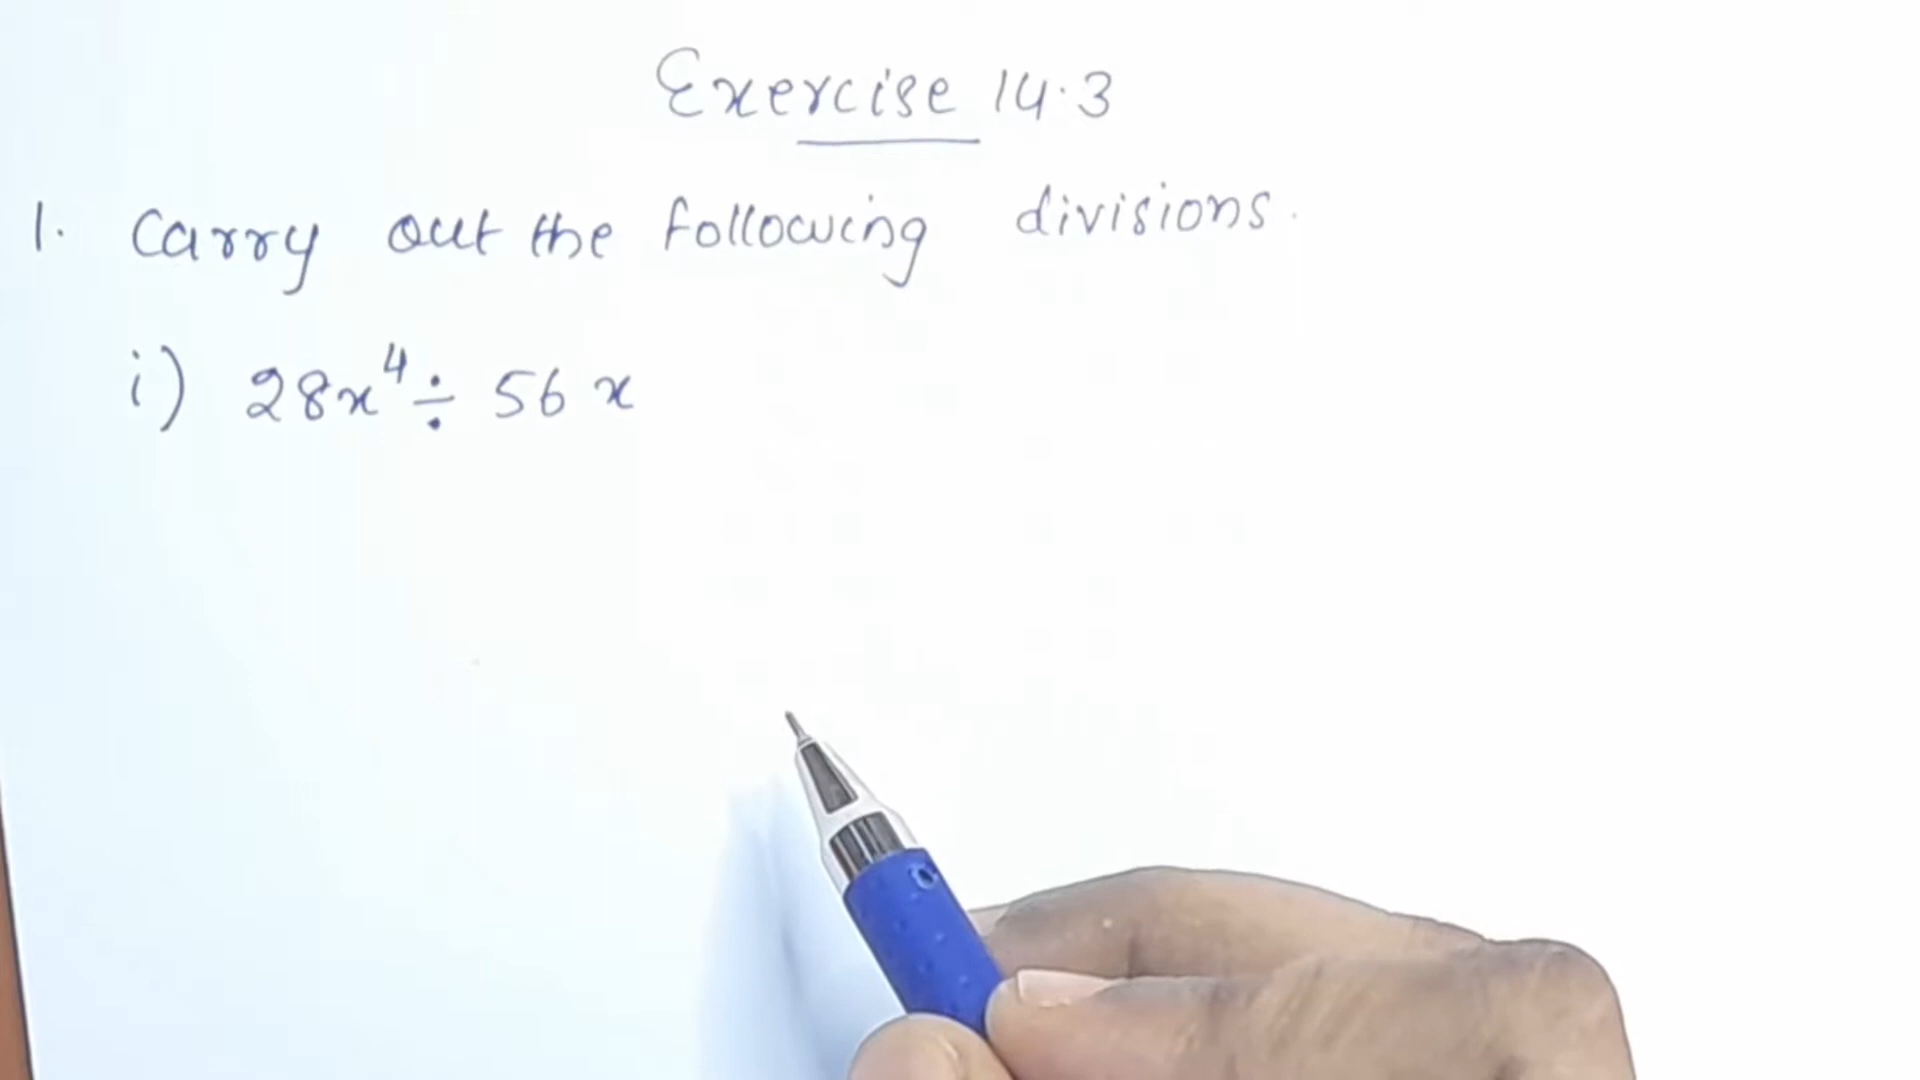 Exercise 14.3
1. Carry out the following divisions.
i) 28x⁴ ÷ 56x